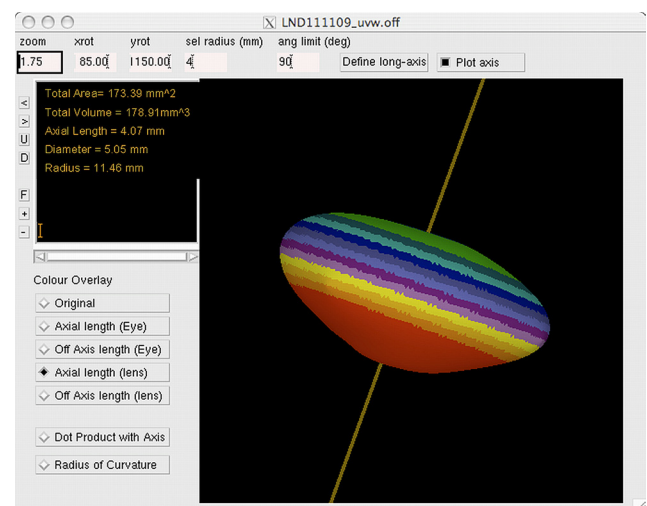 X LND111109_uvw.off
zoom xrot yrot sel radius (mm) ang limit (deg)
1.75 85.00 150.00 4 90 Define long-axis Plot axis
<
>
U
D
F
+
-
Total Area= 173.39 mm^2
Total Volume = 178.91mm^3
Axial Length = 4.07 mm
Diameter = 5.05 mm
Radius = 11.46 mm
Colour Overlay
Original
Axial length (Eye)
Off Axis length (Eye)
Axial length (lens)
Off Axis length (lens)
Dot Product with Axis
Radius of Curvature